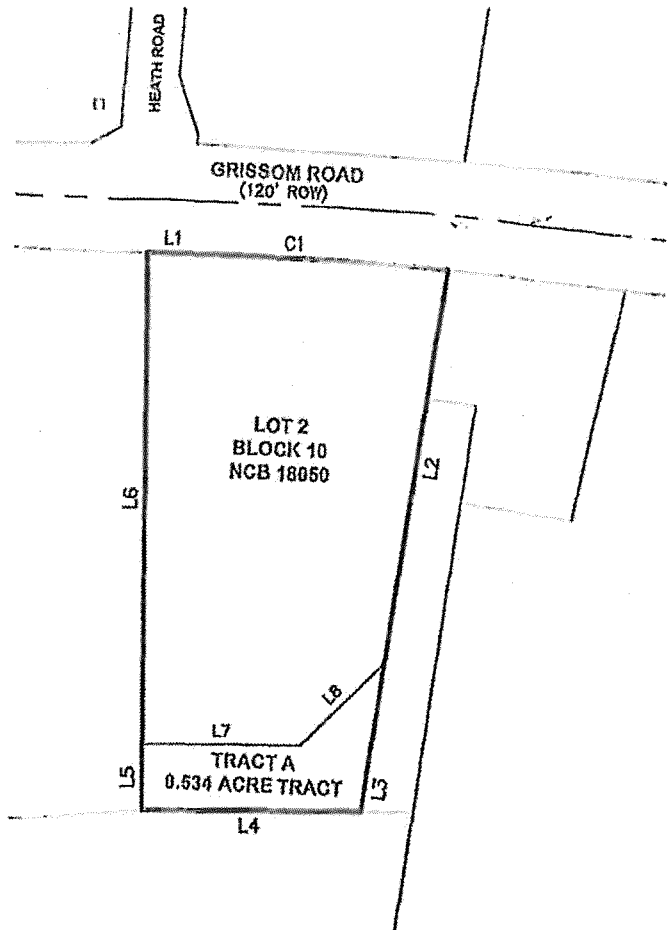 HEATH ROAD
GRISSOM ROAD
(120' ROW)
L1
C1
LOT 2
BLOCK 10
NCB 18050
L2
L6
L8
L7
TRACT A
0.534 ACRE TRACT
L5
L3
L4